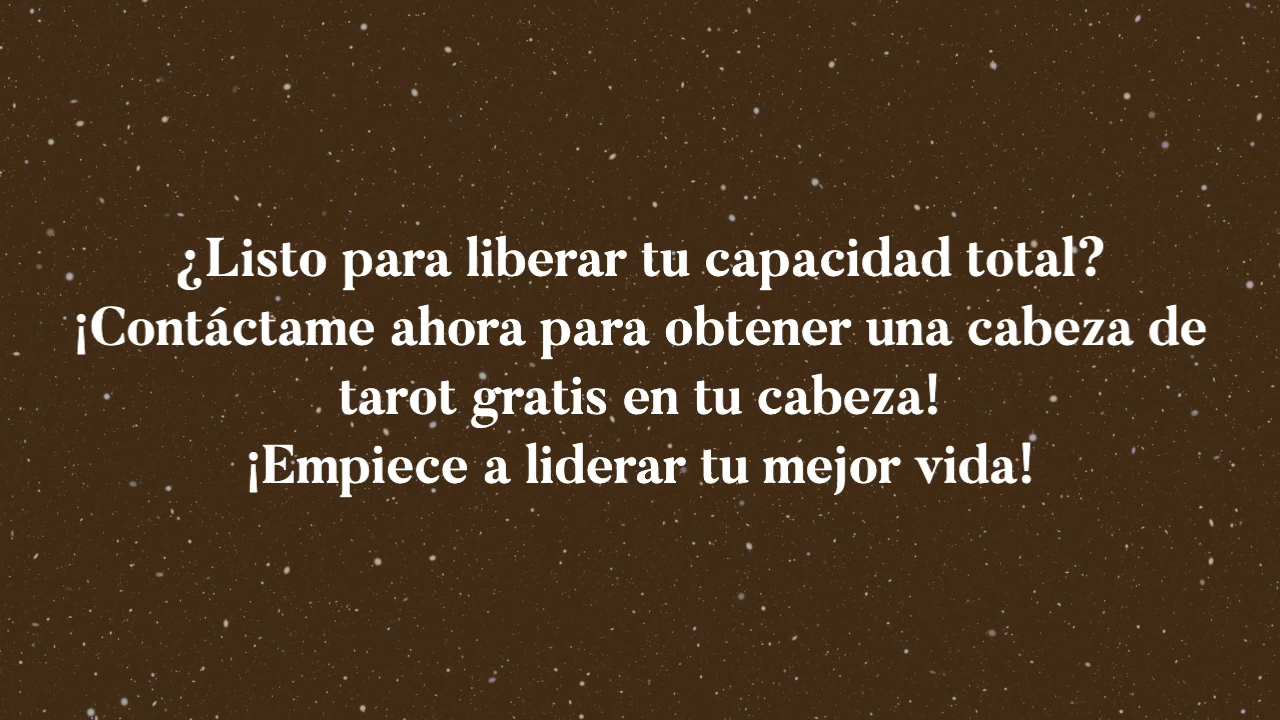 ¿Listo para liberar tu capacidad total?
¡Contáctame ahora para obtener una cabeza de
tarot gratis en tu cabeza!
¡Empiece a liderar tu mejor vida!